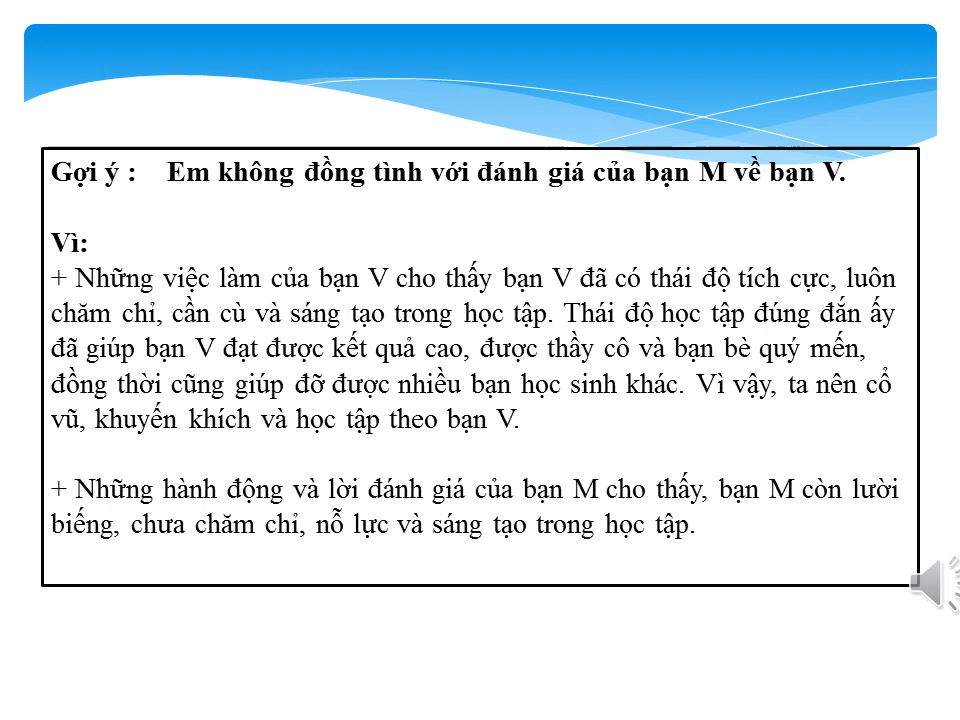 Gợi ý : Em không đồng tình với đánh giá của bạn M về bạn V.
Vì:
+ Những việc làm của bạn V cho thấy bạn V đã có thái độ tích cực, luôn
chăm chỉ, cần cù và sáng tạo trong học tập. Thái độ học tập đúng đắn ấy
đã giúp bạn V đạt được kết quả cao, được thầy cô và bạn bè quý mến,
đồng thời cũng giúp đỡ được nhiều bạn học sinh khác. Vì vậy, ta nên cổ
vũ, khuyến khích và học tập theo bạn V.
+ Những hành động và lời đánh giá của bạn M cho thấy, bạn M còn lười
biếng, chưa chăm chỉ, nỗ lực và sáng tạo trong học tập.